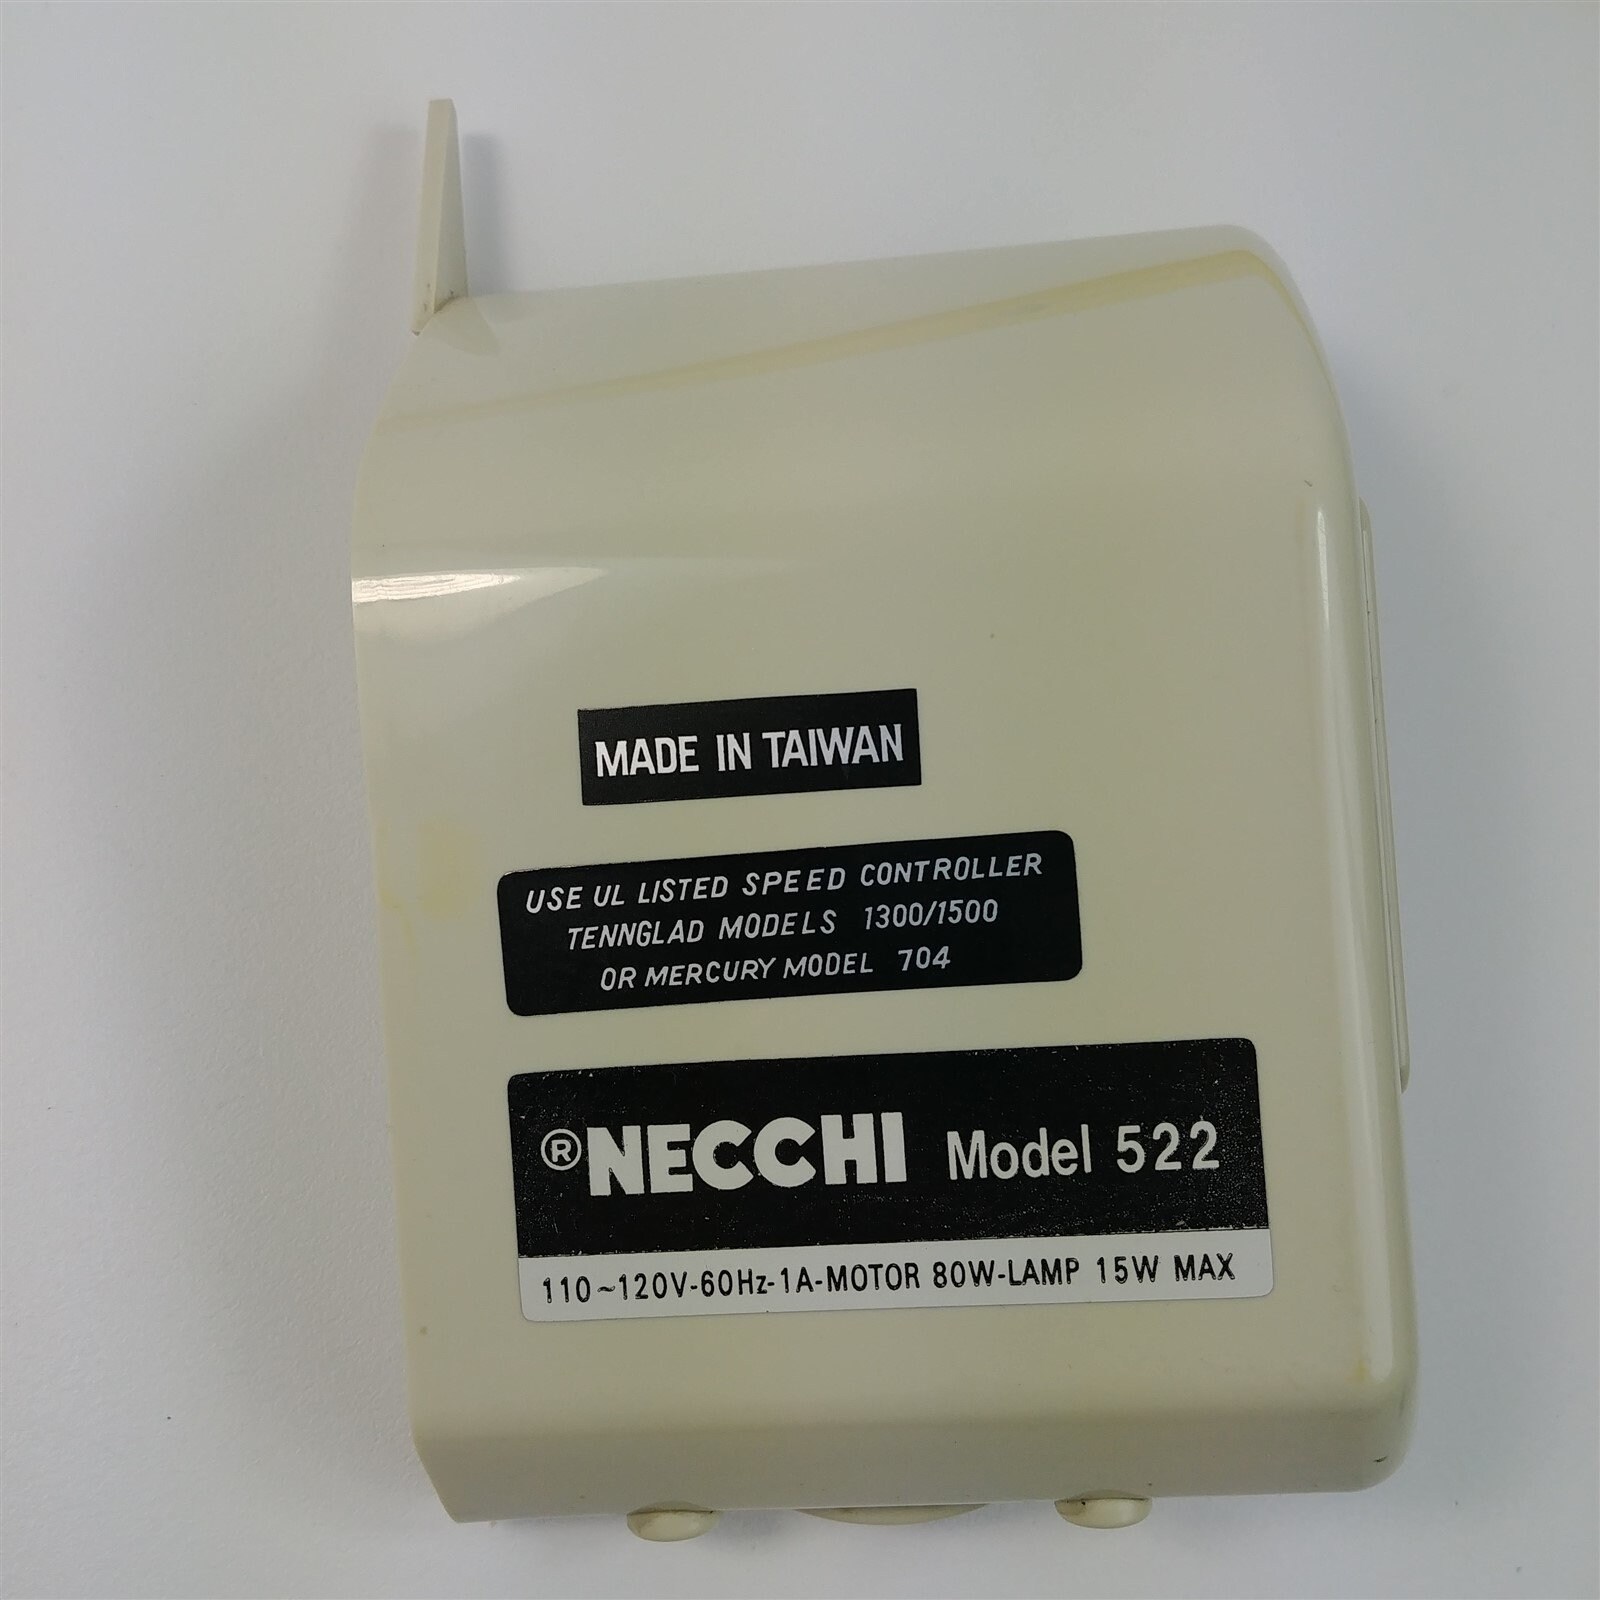 MADE IN TAIWAN
USE UL LISTED SPEED CONTROLLER
TENNGLAD MODELS 1300/1500
OR MERCURY MODEL 704
®NECCHI Model 522
110~120V-60Hz-1A-MOTOR 80W-LAMP 15W MAX